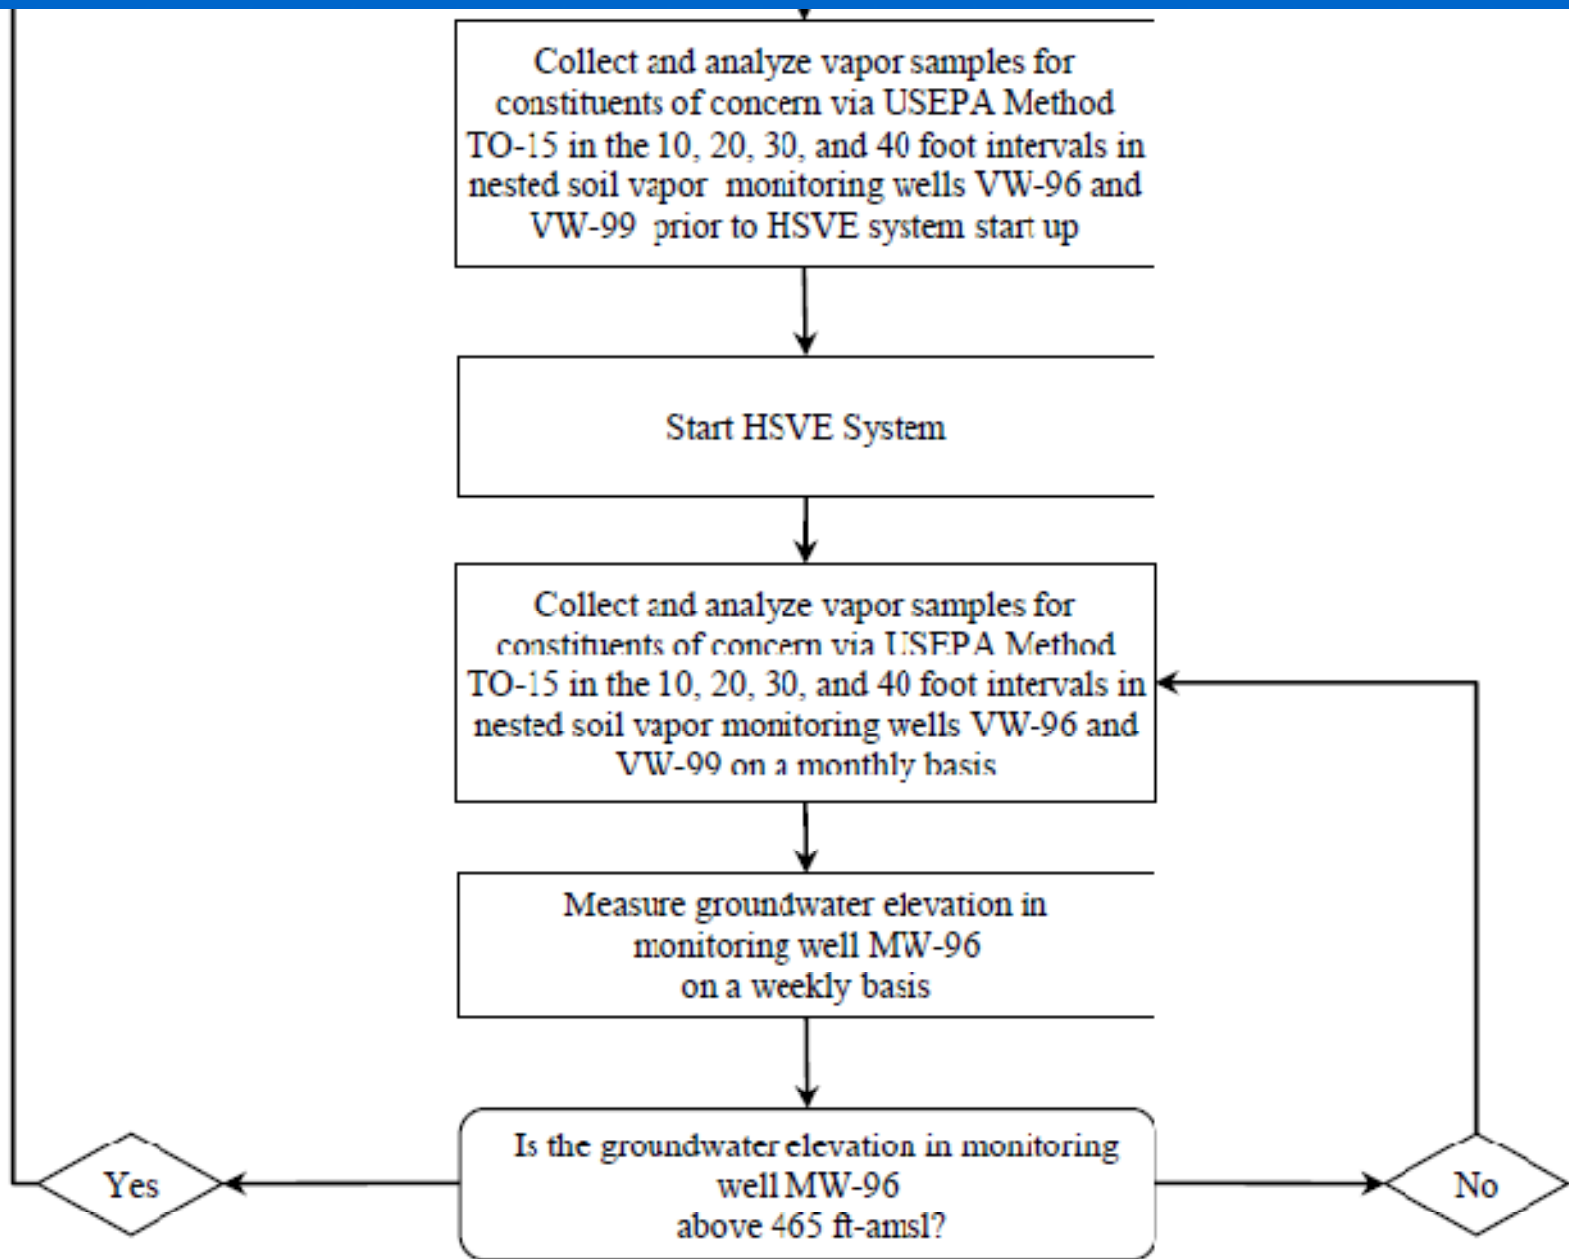 Collect and analyze vapor samples for
constituents of concern via USEPA Method
TO-15 in the 10, 20, 30, and 40 foot intervals in
nested soil vapor monitoring wells VW-96 and
VW-99 prior to HSVE system start up
Start HSVE System
Collect and analyze vapor samples for
constituents of concern via USEPA Method
TO-15 in the 10, 20, 30, and 40 foot intervals in
nested soil vapor monitoring wells VW-96 and
VW-99 on a monthly basis
Measure groundwater elevation in
monitoring well MW-96
on a weekly basis
Is the groundwater elevation in monitoring
well MW-96
above 465 ft-amsl?
Yes
No